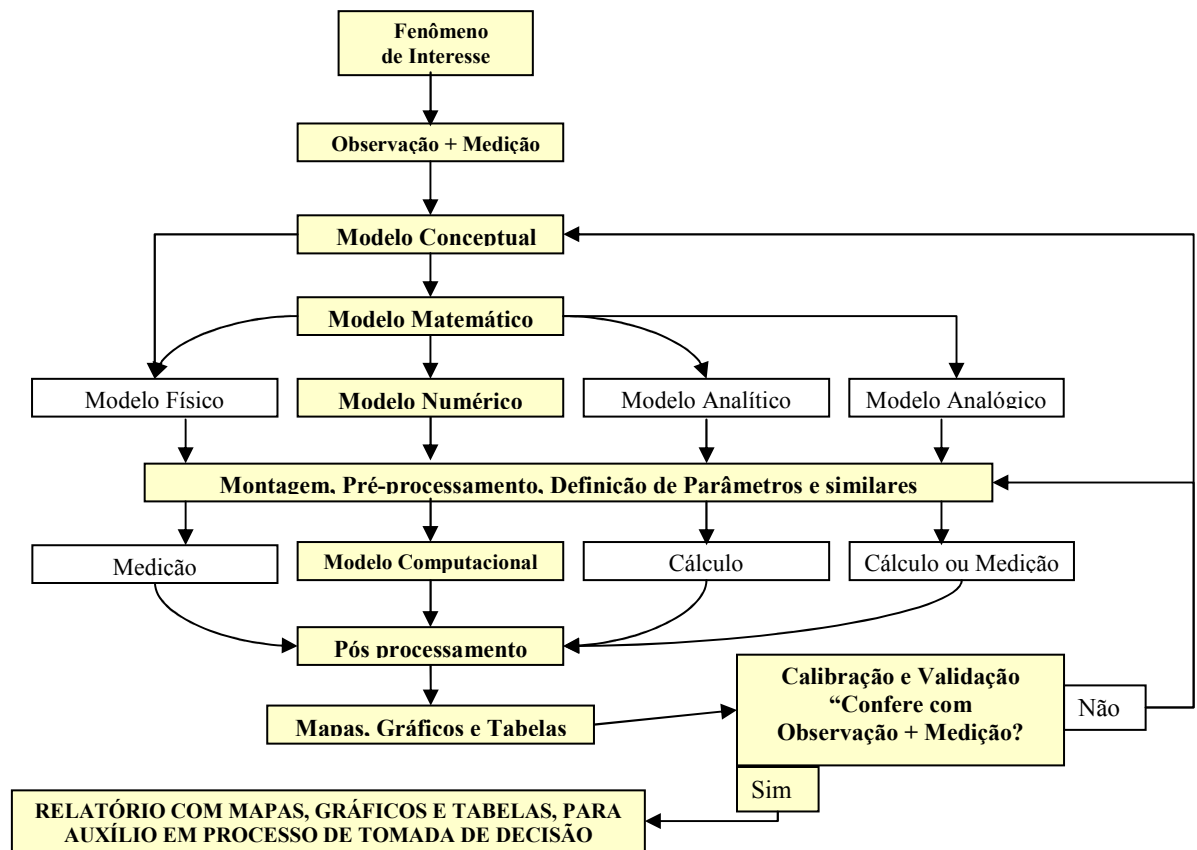 Fenômeno
de Interesse
Observação + Medição
Modelo Conceptual
Modelo Matemático
Modelo Físico
Modelo Numérico
Modelo Analítico
Modelo Analógico
Montagem, Pré-processamento, Definição de Parâmetros e similares
Medição
Modelo Computacional
Cálculo
Cálculo ou Medição
Pós processamento
Mapas, Gráficos e Tabelas
Calibração e Validação
“Confere com
Observação + Medição?
Não
Sim
RELATÓRIO COM MAPAS, GRÁFICOS E TABELAS, PARA
AUXÍLIO EM PROCESSO DE TOMADA DE DECISÃO